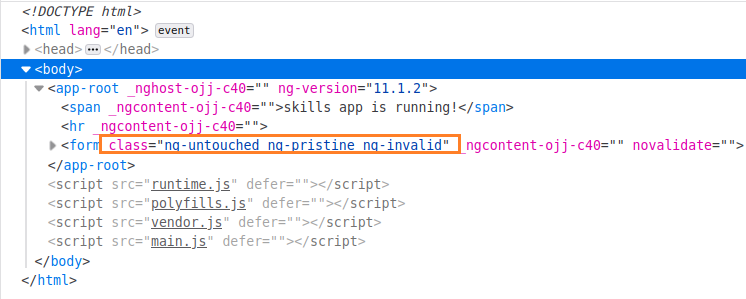 <!DOCTYPE html>
<html lang="en"> event
<head> ••• </head>
<body>
<app-root _nghost-ojj-c40="" ng-version="11.1.2">
<span _ngcontent-ojj-c40="">skills app is running!</span>
<hr _ngcontent-ojj-c40="">
<form class="ng-untouched ng-pristine ng-invalid" _ngcontent-ojj-c40="" novalidate="">
</app-root>
<script src="runtime.js" defer=""></script>
<script src="polyfills.js" defer=""></script>
<script src="vendor.js" defer=""></script>
<script src="main.js" defer=""></script>
</body>
</html>